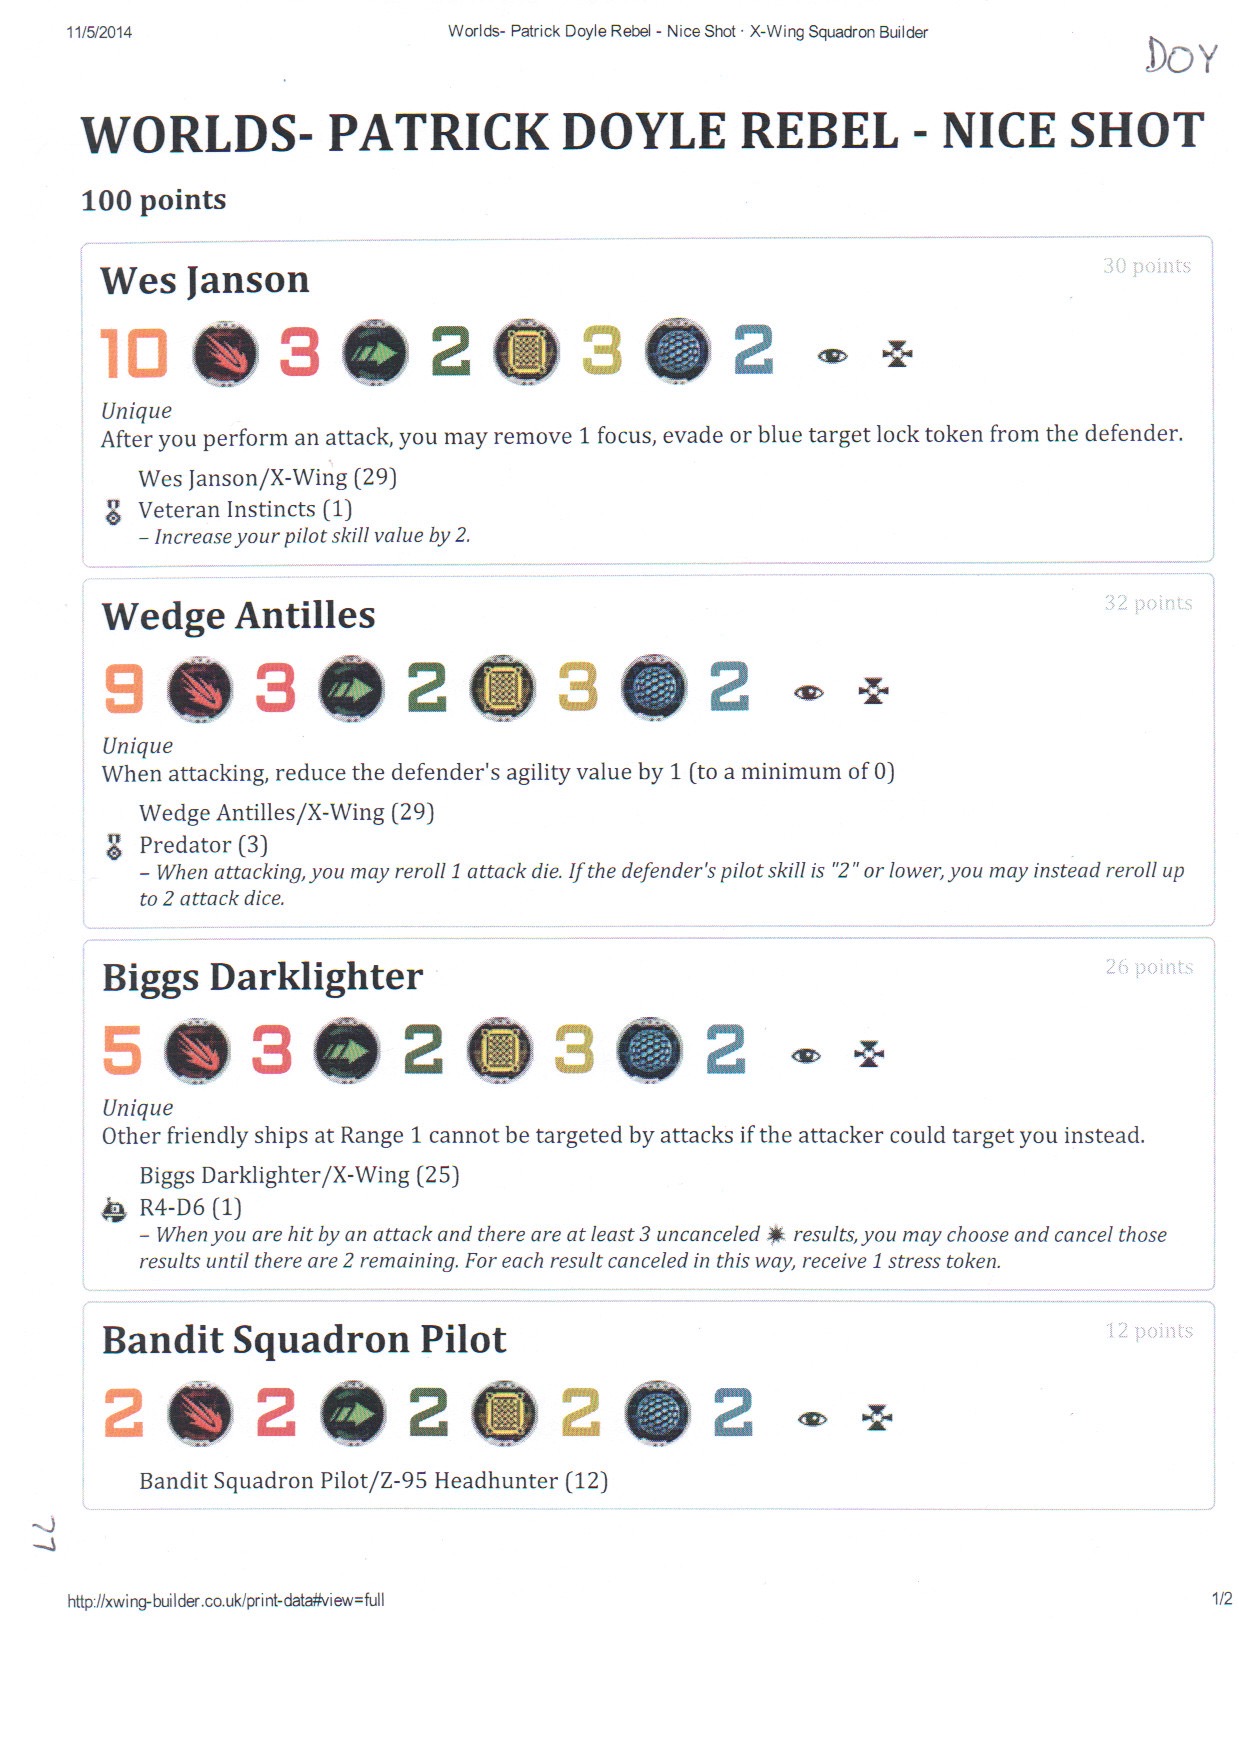 11/5/2014
Worlds- Patrick Doyle Rebel - Nice Shot · X-Wing Squadron Builder
DOY
WORLDS- PATRICK DOYLE REBEL - NICE SHOT
100 points
Wes Janson
30 points
10 3 2 3 2
Unique
After you perform an attack, you may remove 1 focus, evade or blue target lock token from the defender.
Wes Janson/X-Wing (29)
Veteran Instincts (1)
– Increase your pilot skill value by 2.
Wedge Antilles
32 points
9 3 2 3 2
Unique
When attacking, reduce the defender's agility value by 1 (to a minimum of 0)
Wedge Antilles/X-Wing (29)
Predator (3)
– When attacking, you may reroll 1 attack die. If the defender's pilot skill is "2" or lower, you may instead reroll up
to 2 attack dice.
Biggs Darklighter
26 points
5 3 2 3 2
Unique
Other friendly ships at Range 1 cannot be targeted by attacks if the attacker could target you instead.
Biggs Darklighter/X-Wing (25)
R4-D6 (1)
– When you are hit by an attack and there are at least 3 uncanceled results, you may choose and cancel those
results until there are 2 remaining. For each result canceled in this way, receive 1 stress token.
Bandit Squadron Pilot
12 points
2 2 2 2 2
Bandit Squadron Pilot/Z-95 Headhunter (12)
77
http://xwing-builder.co.uk/print-data#view=full
1/2